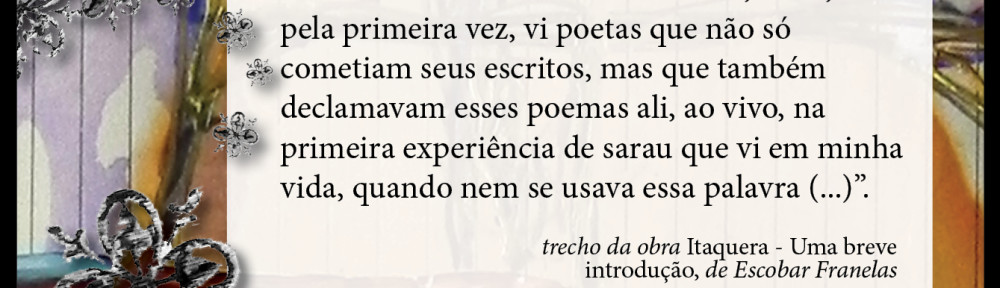 pela primeira vez, vi poetas que não só
cometiam seus escritos, mas que também
declamavam esses poemas ali, ao vivo, na
primeira experiência de sarau que vi em minha
vida, quando nem se usava essa palavra (...)”.
trecho da obra Itaquera - Uma breve
introdução, de Escobar Franelas